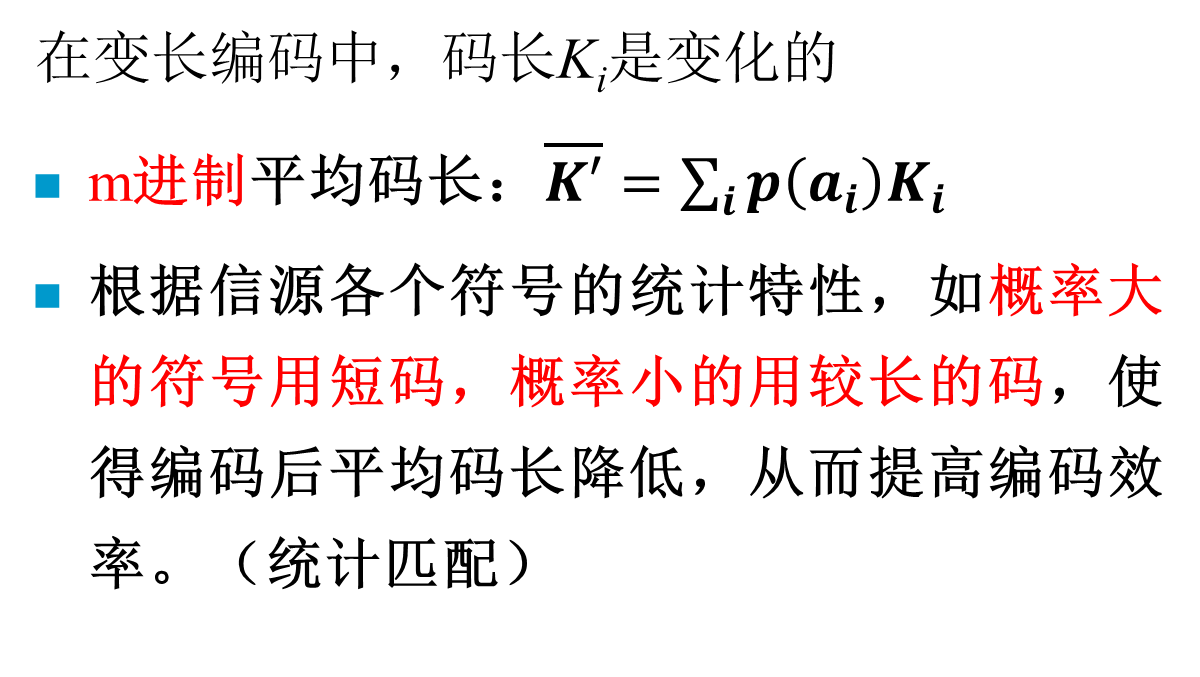 在变长编码中，码长Ki是变化的
■ m进制平均码长：K′ = ∑i p(ai)Ki
■ 根据信源各个符号的统计特性，如概率大
的符号用短码，概率小的用较长的码，使
得编码后平均码长降低，从而提高编码效
率。（统计匹配）